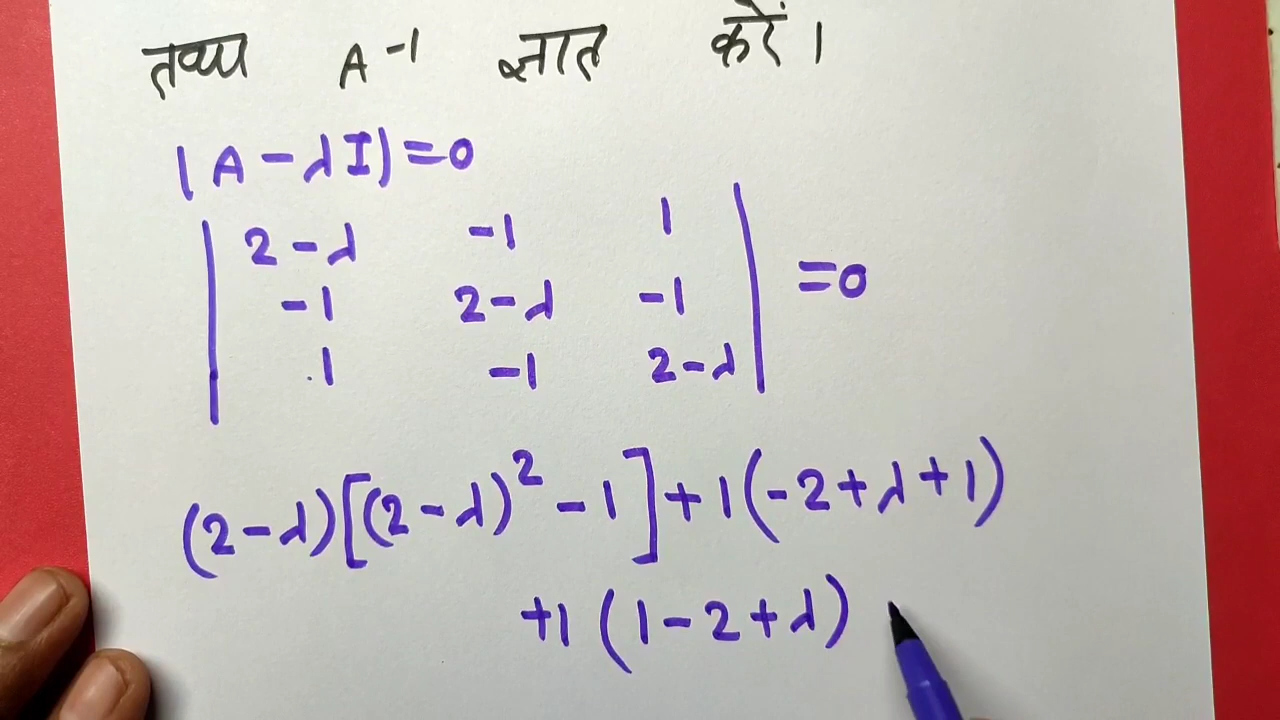 तथा A⁻¹ ज्ञात करें।
|A-λI|=0
| 2-λ -1 1 |
| -1 2-λ -1 | =0
| 1 -1 2-λ |
(2-λ)[(2-λ)²-1]+1(-2+λ+1)
+1(1-2+λ)